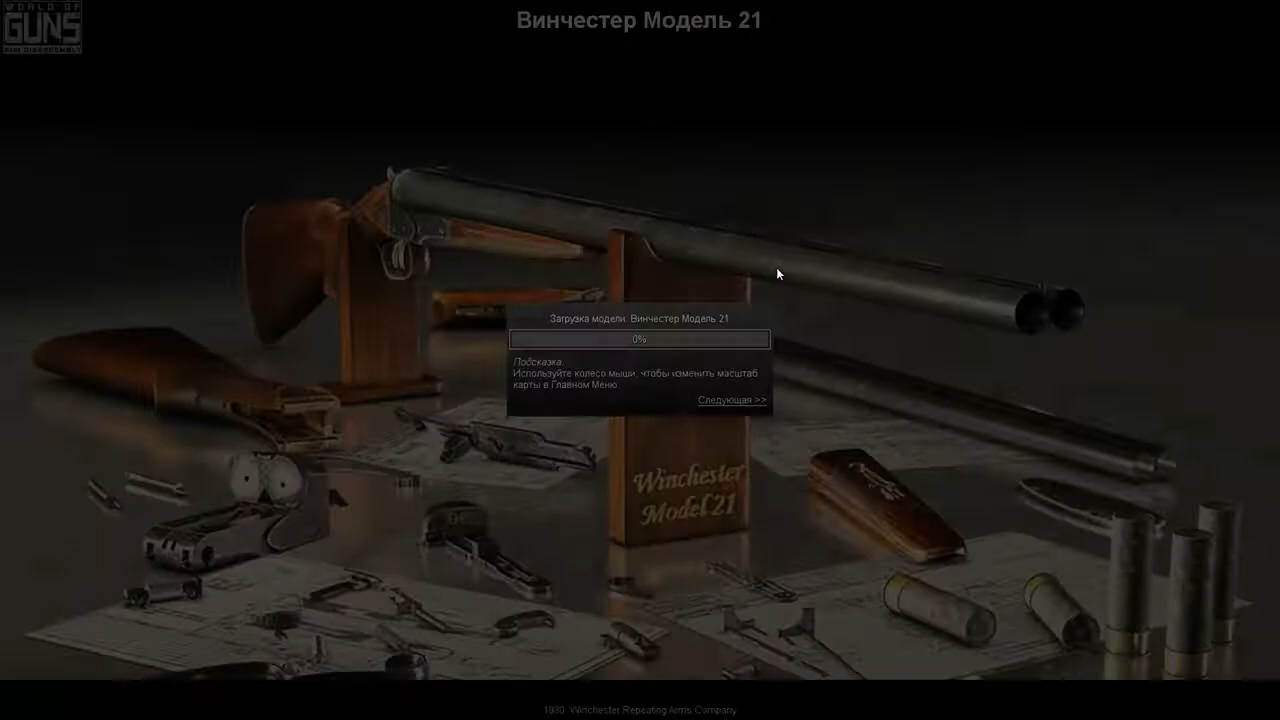 WORLD OF
GUNS
GUN DISASSEMBLY
Винчестер Модель 21
Загрузка модели: Винчестер Модель 21
0%
Подсказка
Используйте колесо мыши, чтобы изменить масштаб
карты в Главном Меню
Следующая >>
Winchester
Model 21
1930 Winchester Repeating Arms Company